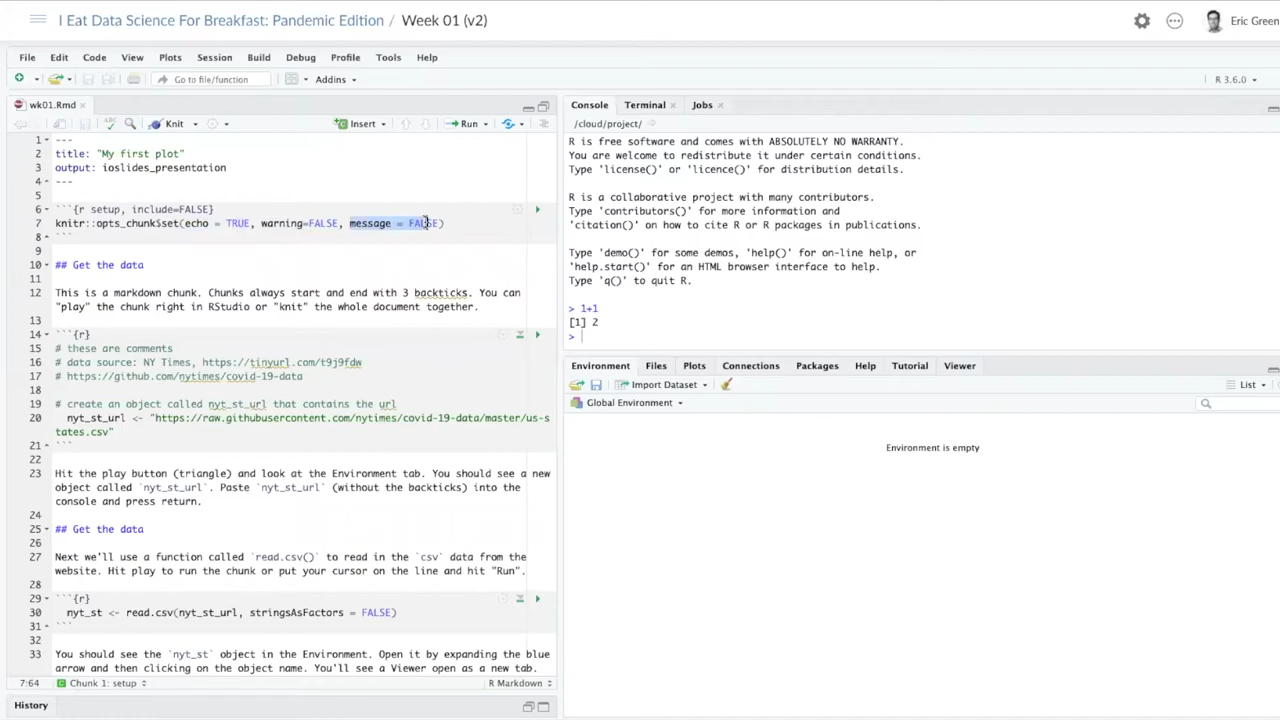 I Eat Data Science For Breakfast: Pandemic Edition / Week 01 (v2)
Eric Green
File Edit Code View Plots Session Build Debug Profile Tools Help
Go to file/function
Addins
R 3.6.0
wk01.Rmd
Knit
Insert
Run
1 ---
2 title: "My first plot"
3 output: ioslides_presentation
4 ---
5
6 ```{r setup, include=FALSE}
7 knitr::opts_chunk$set(echo = TRUE, warning=FALSE, message = FALSE)
8 ```
9
10 ## Get the data
11
12 This is a markdown chunk. Chunks always start and end with 3 backticks. You can
"play" the chunk right in RStudio or "knit" the whole document together.
13
14 ```{r}
15 # these are comments
16 # data source: NY Times, https://tinyurl.com/t9j9fdw
17 # https://github.com/nytimes/covid-19-data
18
19 # create an object called nyt_st_url that contains the url
20 nyt_st_url <- "https://raw.githubusercontent.com/nytimes/covid-19-data/master/us-s
tates.csv"
21 ```
22
23 Hit the play button (triangle) and look at the Environment tab. You should see a new
object called `nyt_st_url`. Paste `nyt_st_url` (without the backticks) into the
console and press return.
24
25 ## Get the data
26
27 Next we'll use a function called `read.csv()` to read in the `csv` data from the
website. Hit play to run the chunk or put your cursor on the line and hit "Run".
28
29 ```{r}
30 nyt_st <- read.csv(nyt_st_url, stringsAsFactors = FALSE)
31 ```
32
33 You should see the `nyt_st` object in the Environment. Open it by expanding the blue
arrow and then clicking on the object name. You'll see a Viewer open as a new tab.
7:64 Chunk 1: setup R Markdown
History
Console Terminal Jobs
/cloud/project/
R is free software and comes with ABSOLUTELY NO WARRANTY.
You are welcome to redistribute it under certain conditions.
Type 'license()' or 'licence()' for distribution details.
R is a collaborative project with many contributors.
Type 'contributors()' for more information and
'citation()' on how to cite R or R packages in publications.
Type 'demo()' for some demos, 'help()' for on-line help, or
'help.start()' for an HTML browser interface to help.
Type 'q()' to quit R.
> 1+1
[1] 2
>
Environment Files Plots Connections Packages Help Tutorial Viewer
Import Dataset
List
Global Environment
Environment is empty